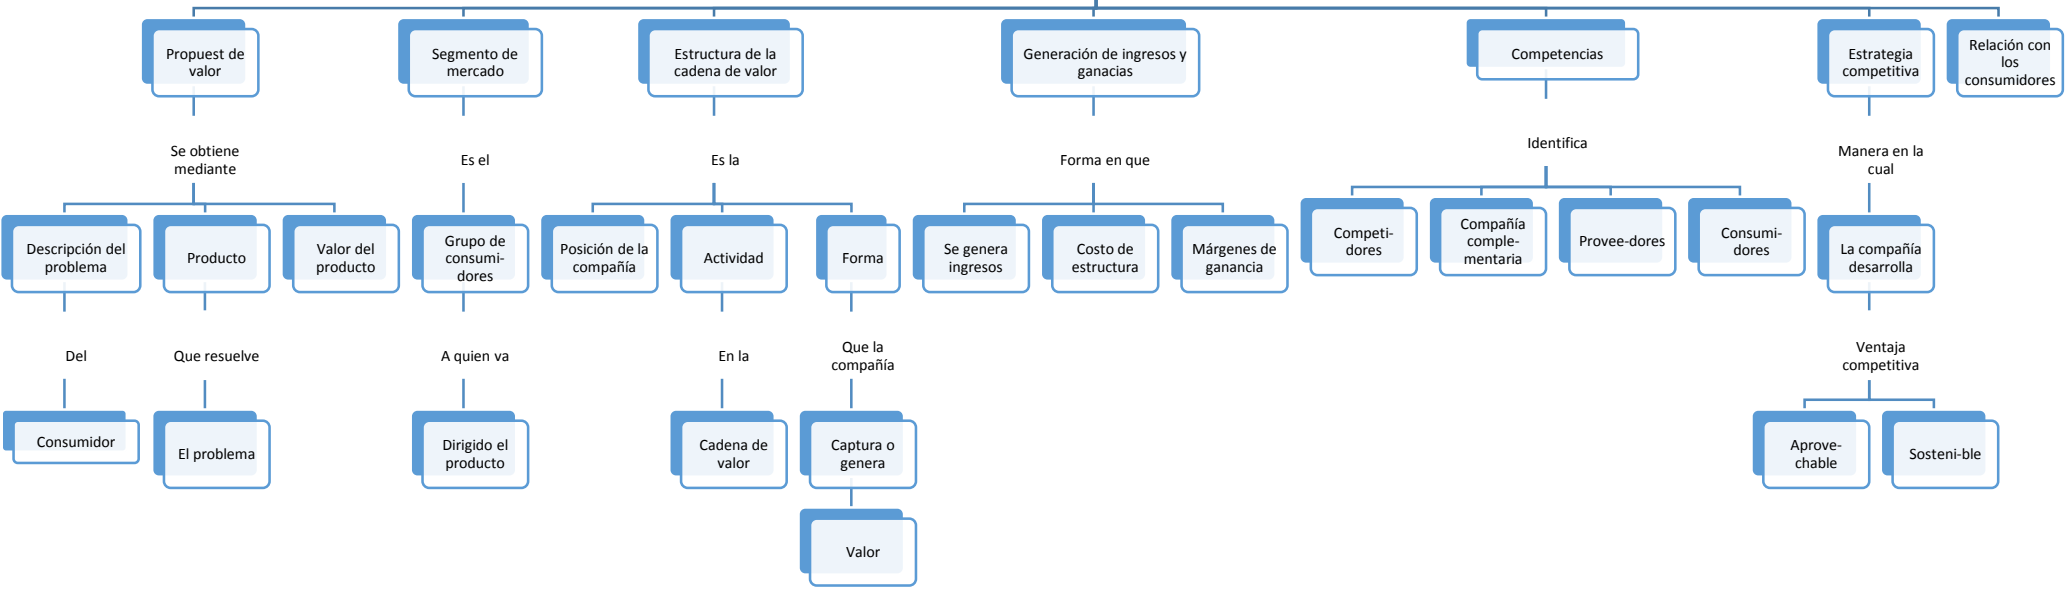 Propuest de
valor
Segmento de
mercado
Estructura de la
cadena de valor
Generación de ingresos y
ganacias
Competencias
Estrategia
competitiva
Relación con
los
consumidores
Se obtiene
mediante
Es el
Es la
Forma en que
Identifica
Manera en la
cual
Descripción del
problema
Producto
Valor del
producto
Grupo de
consumi-
dores
Posición de la
compañía
Actividad
Forma
Se genera
ingresos
Costo de
estructura
Márgenes de
ganancia
Competi-
dores
Compañía
comple-
mentaria
Provee-dores
Consumi-
dores
La compañía
desarrolla
Del
Que resuelve
A quien va
En la
Que la
compañía
Ventaja
competitiva
Consumidor
El problema
Dirigido el
producto
Cadena de
valor
Captura o
genera
Aprove-
chable
Sosteni-ble
Valor